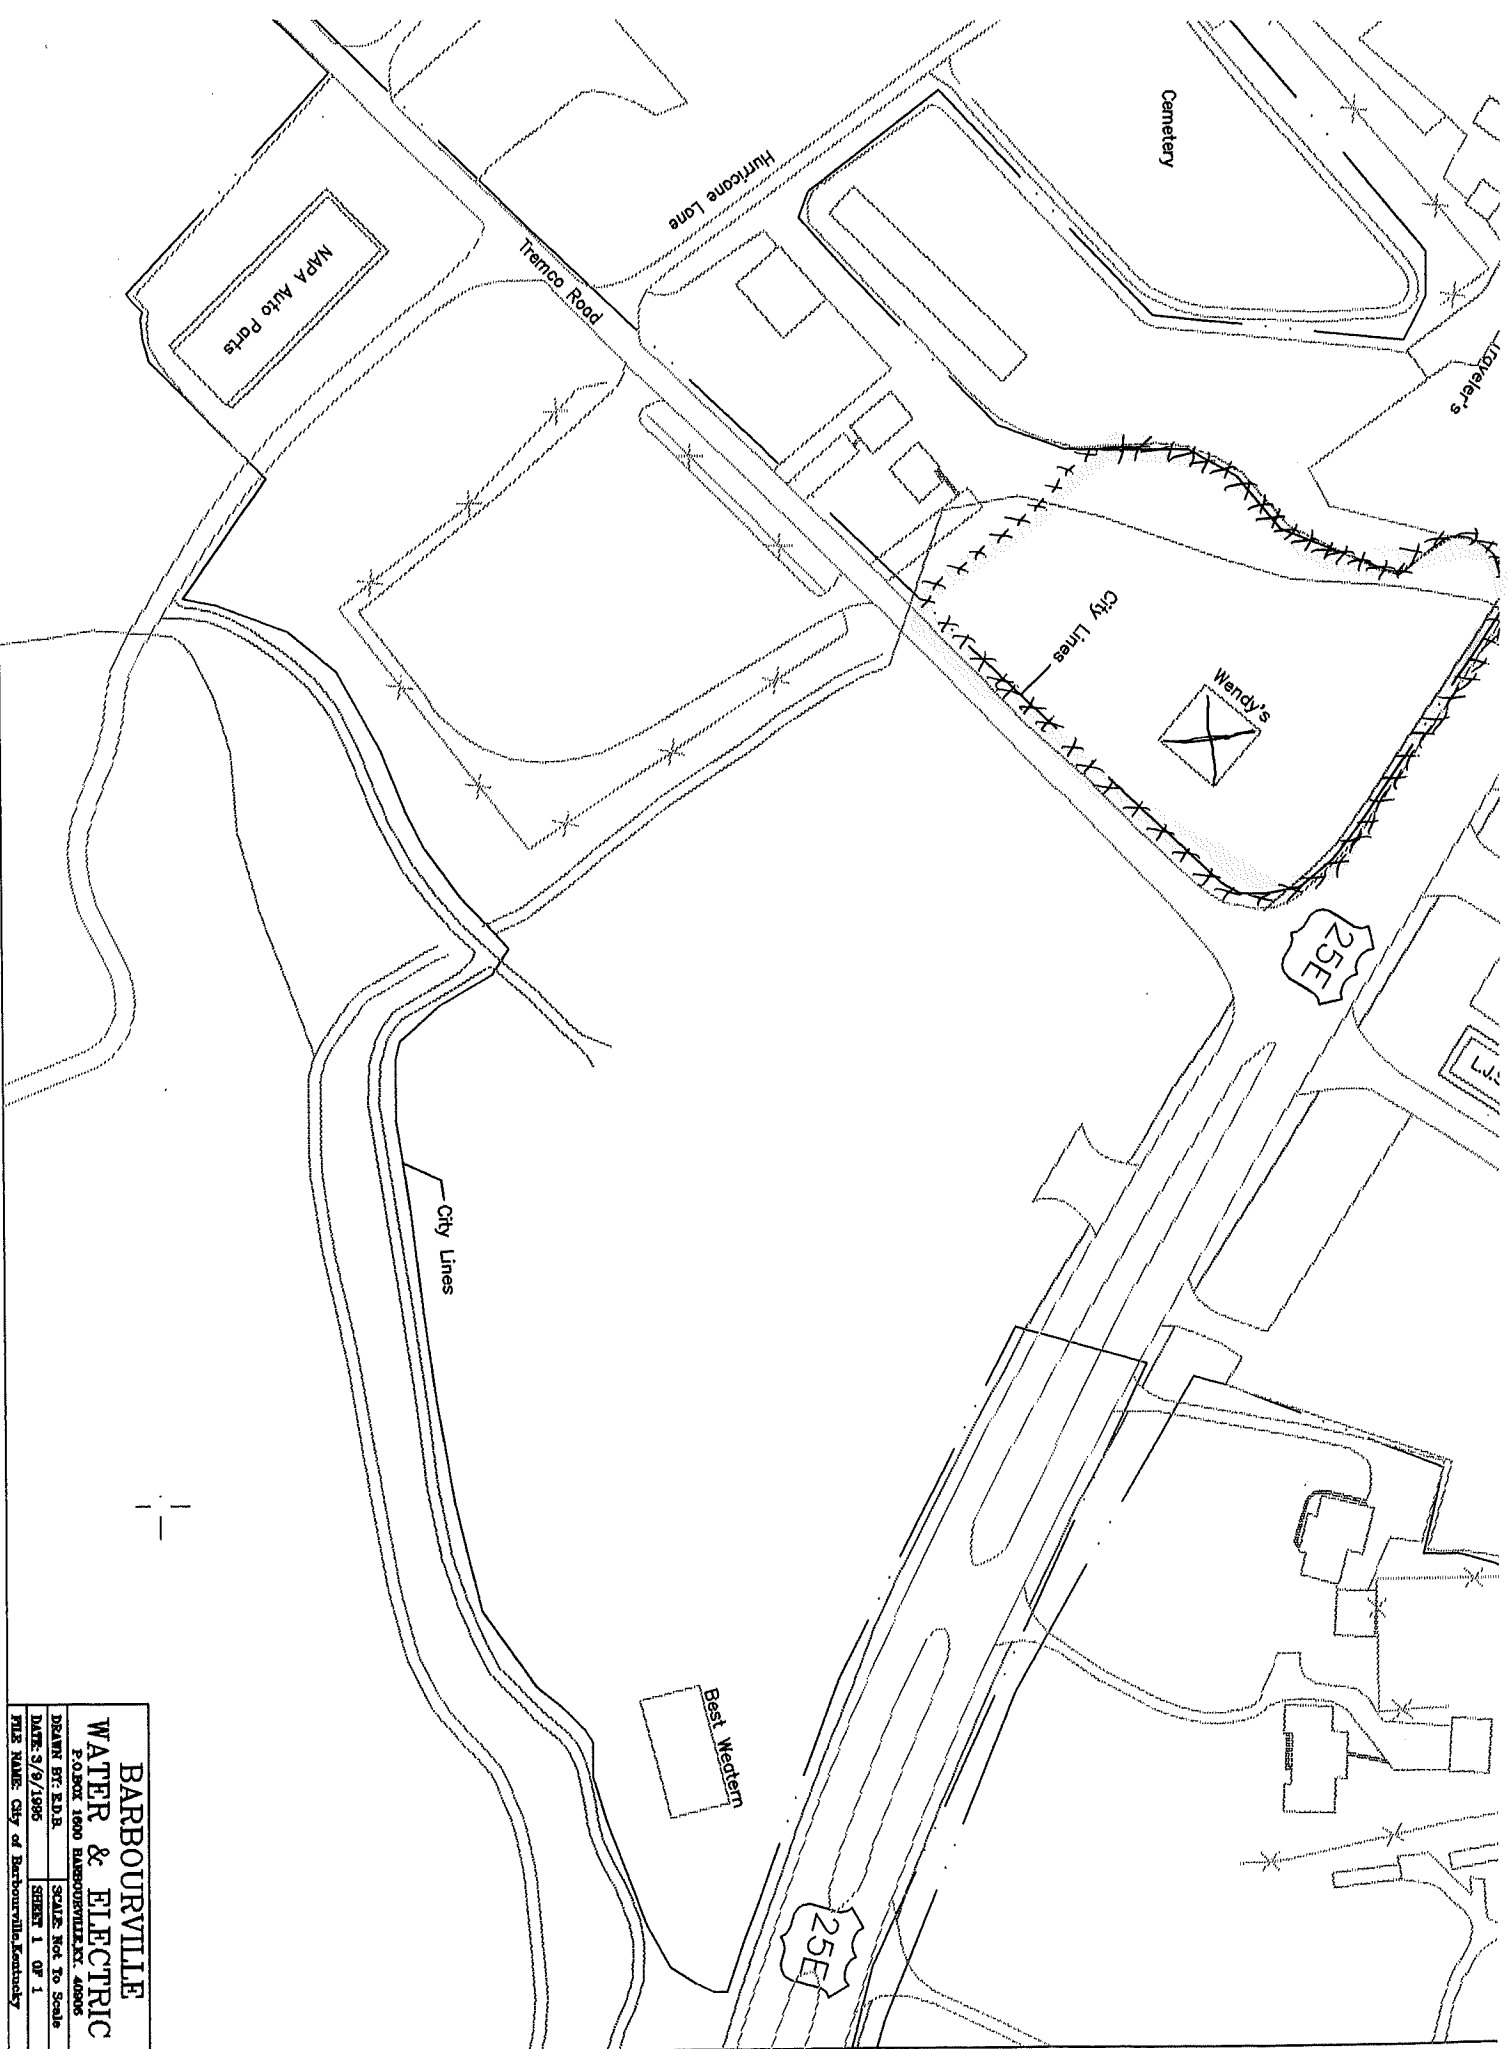 Cemetery
Traveler's
Hurricane Lane
Tremco Road
NAPA Auto Parts
City Lines
Wendy's
25E
City Lines
Best Weatern
25E
BARBOURVILLE
WATER & ELECTRIC
P.O.BOX 1600 BARBOURVILLE,KY. 40906
DRAWN BY: E.D.B. SCALE: Not To Scale
SHEET 1 OF 1
FILE NAME: City of Barbourville,Kentucky